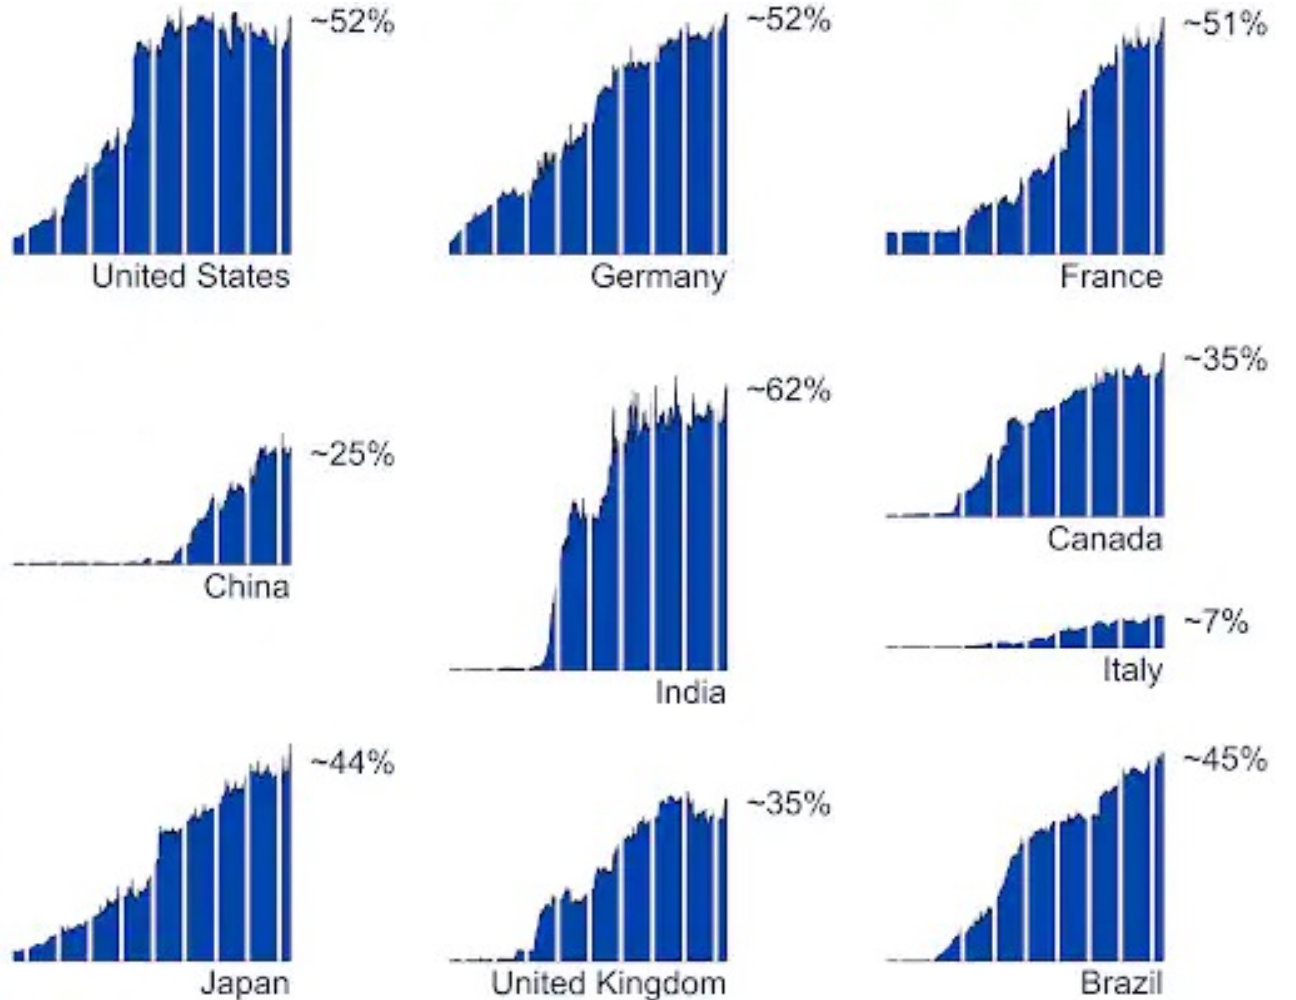 ~52%
United States
~52%
Germany
~51%
France
~25%
China
~62%
India
~35%
Canada
~7%
Italy
~44%
Japan
~35%
United Kingdom
~45%
Brazil